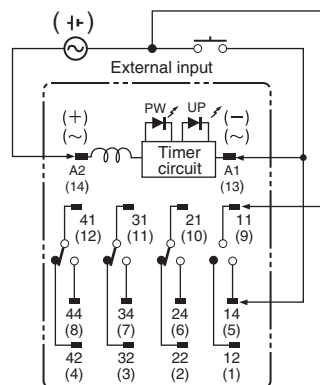 External input
PW UP
(+) (−)
(~) (~)
Timer
circuit
A2 A1
(14) (13)
41 31 21 11
(12) (11) (10) (9)
44 34 24 14
(8) (7) (6) (5)
42 32 22 12
(4) (3) (2) (1)